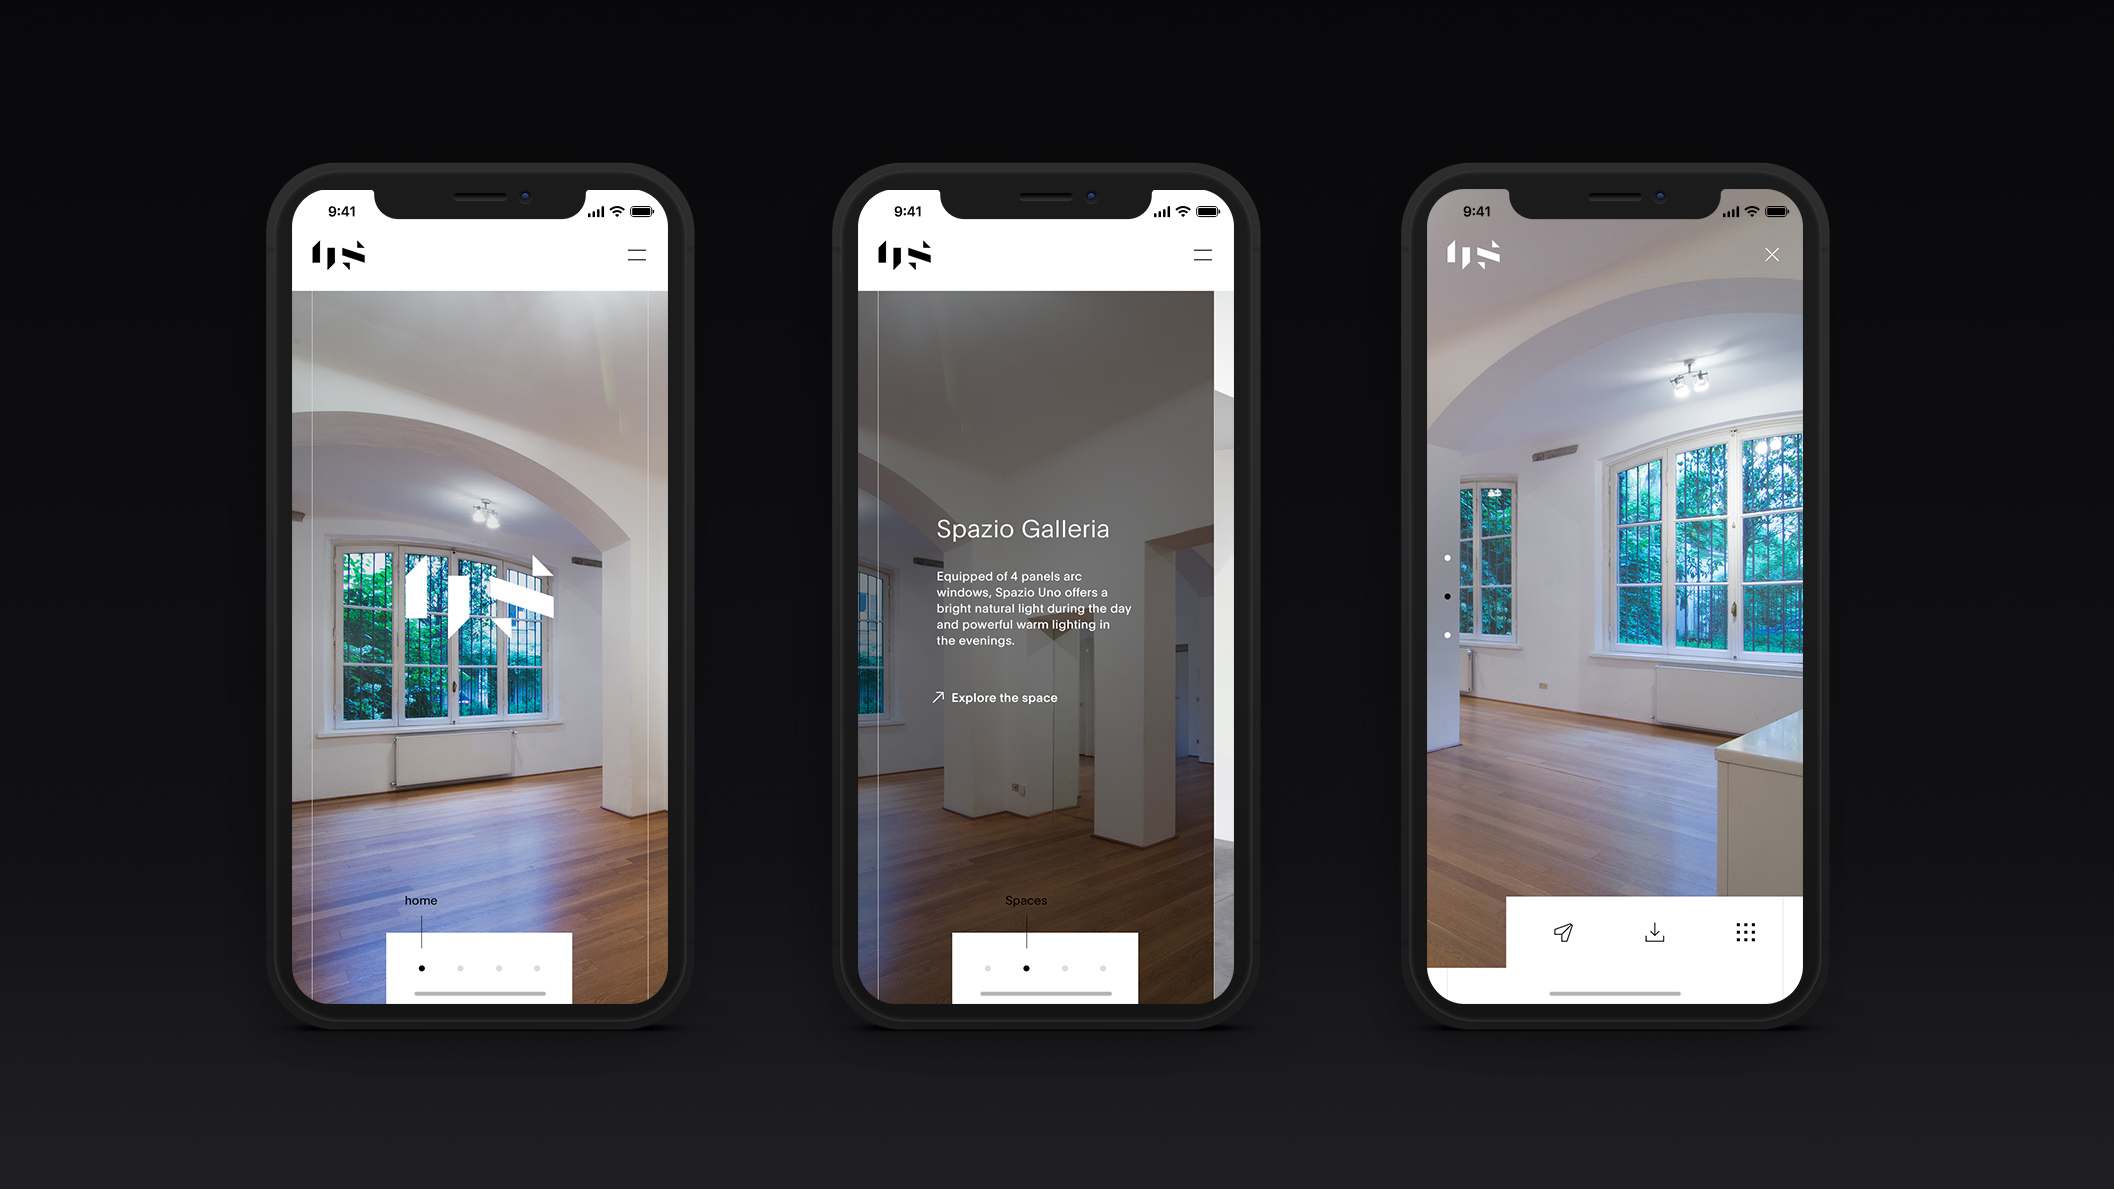 9:41
home
9:41
Spazio Galleria
Equipped of 4 panels arc
windows, Spazio Uno offers a
bright natural light during the day
and powerful warm lighting in
the evenings.
Explore the space
Spaces
9:41